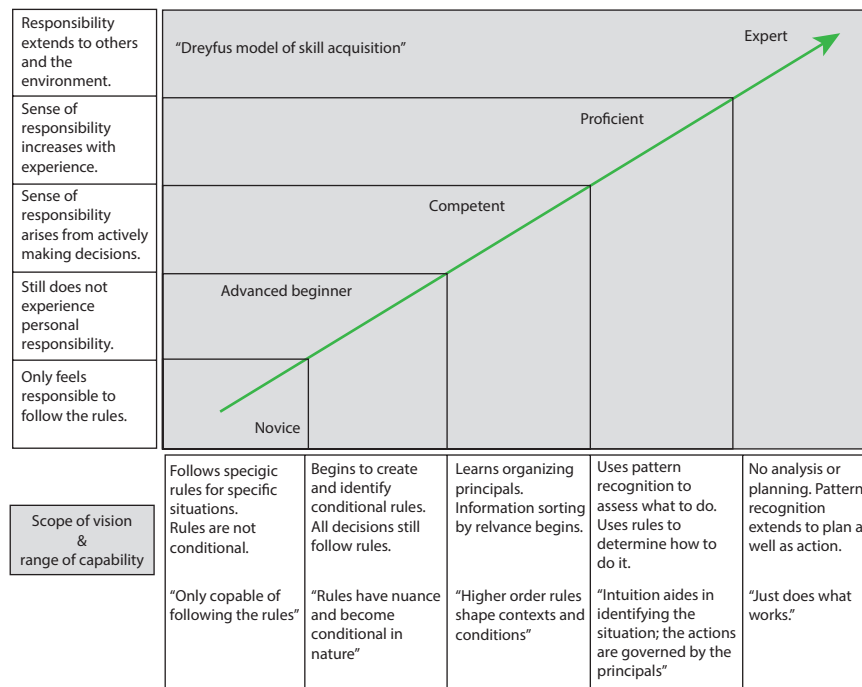 Responsibility
extends to others
and the
environment.
Sense of
responsibility
increases with
experience.
Sense of
responsibility
arises from actively
making decisions.
Still does not
experience
personal
responsibility.
Only feels
responsible to
follow the rules.
"Dreyfus model of skill acquisition"
Expert
Proficient
Competent
Advanced beginner
Novice
Scope of vision
&
range of capability
Follows specigic
rules for specific
situations.
Rules are not
conditional.
"Only copable of
following the rules"
Begins to create
and identify
conditional rules.
All decisions still
follow rules.
"Rules have nuance
and become
conditional in
nature"
Learns organizing
principals.
Information sorting
by relvance begins.
"Higher order rules
shape contexts and
conditions"
Uses pattern
recognition to
assess what to do.
Uses rules to
determine how to
do it.
"Intuition aides in
identifying the
situation; the actions
are governed by the
principals"
No analysis or
planning. Pattern
recognition
extends to plan a
well as action.
"Just does what
works."